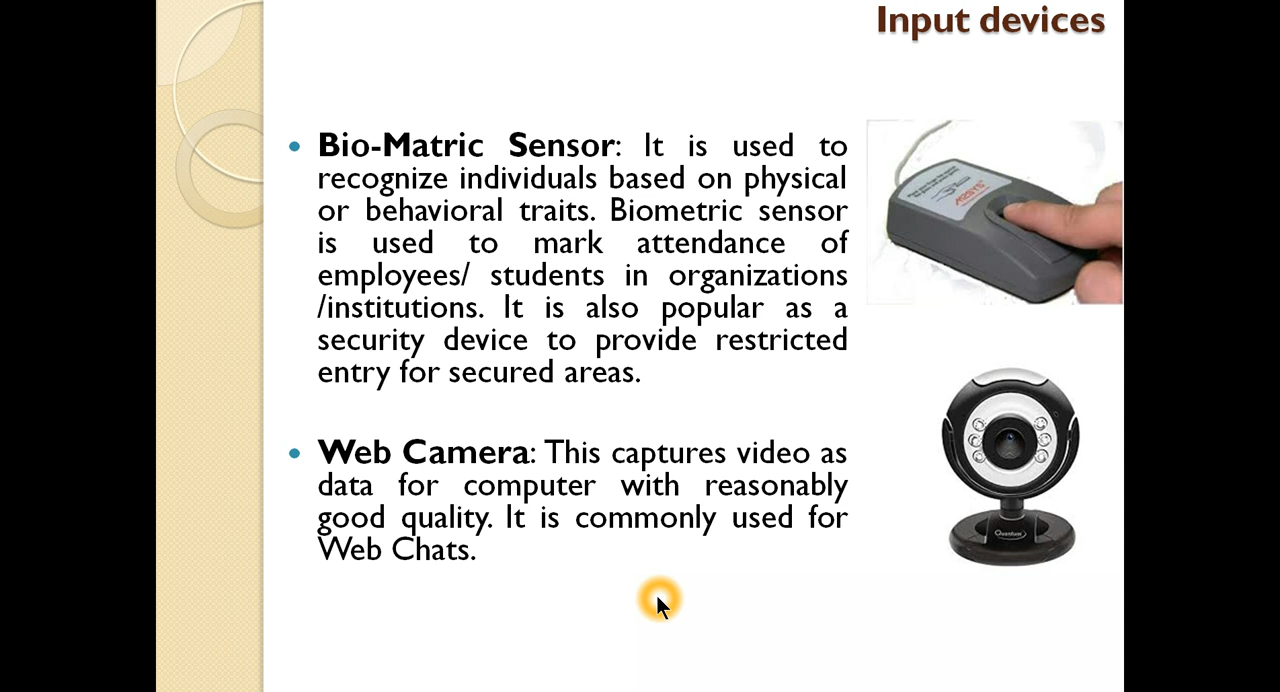 Input devices
• Bio-Matric Sensor: It is used to
recognize individuals based on physical
or behavioral traits. Biometric sensor
is used to mark attendance of
employees/ students in organizations
/institutions. It is also popular as a
security device to provide restricted
entry for secured areas.
• Web Camera: This captures video as
data for computer with reasonably
good quality. It is commonly used for
Web Chats.
Quantum